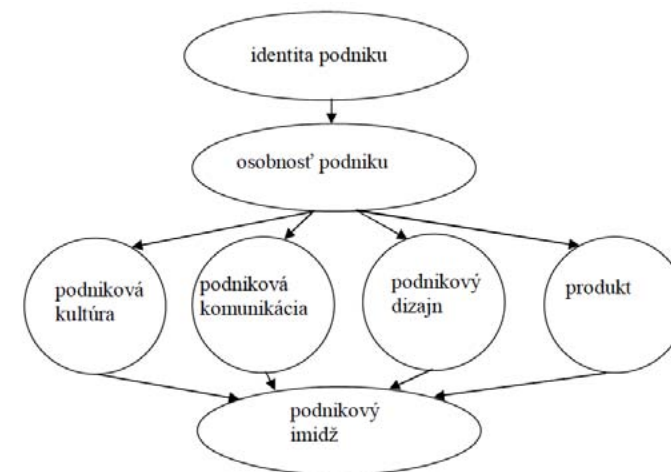 identita podniku
osobnosť podniku
podniková
kultúra
podniková
komunikácia
podnikový
dizajn
produkt
podnikový
imidž